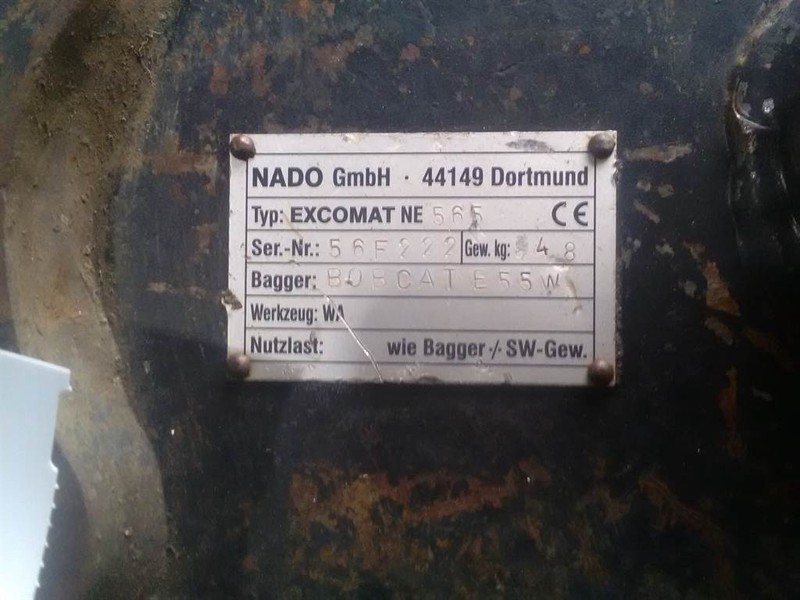 NADO GmbH · 44149 Dortmund
Typ: EXCOMAT NE 565 CE
Ser.-Nr.: 56F222 Gew. kg: 48
Bagger: BOBCAT E55W
Werkzeug: WA
Nutzlast: wie Bagger ·/· SW-Gew.